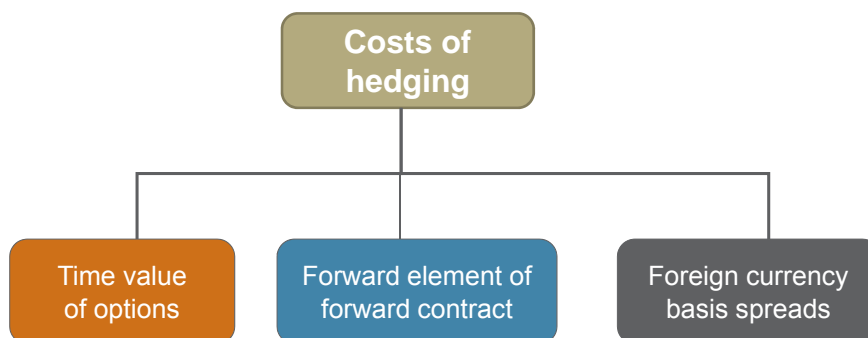 Costs of
hedging
Time value
of options
Forward element of
forward contract
Foreign currency
basis spreads